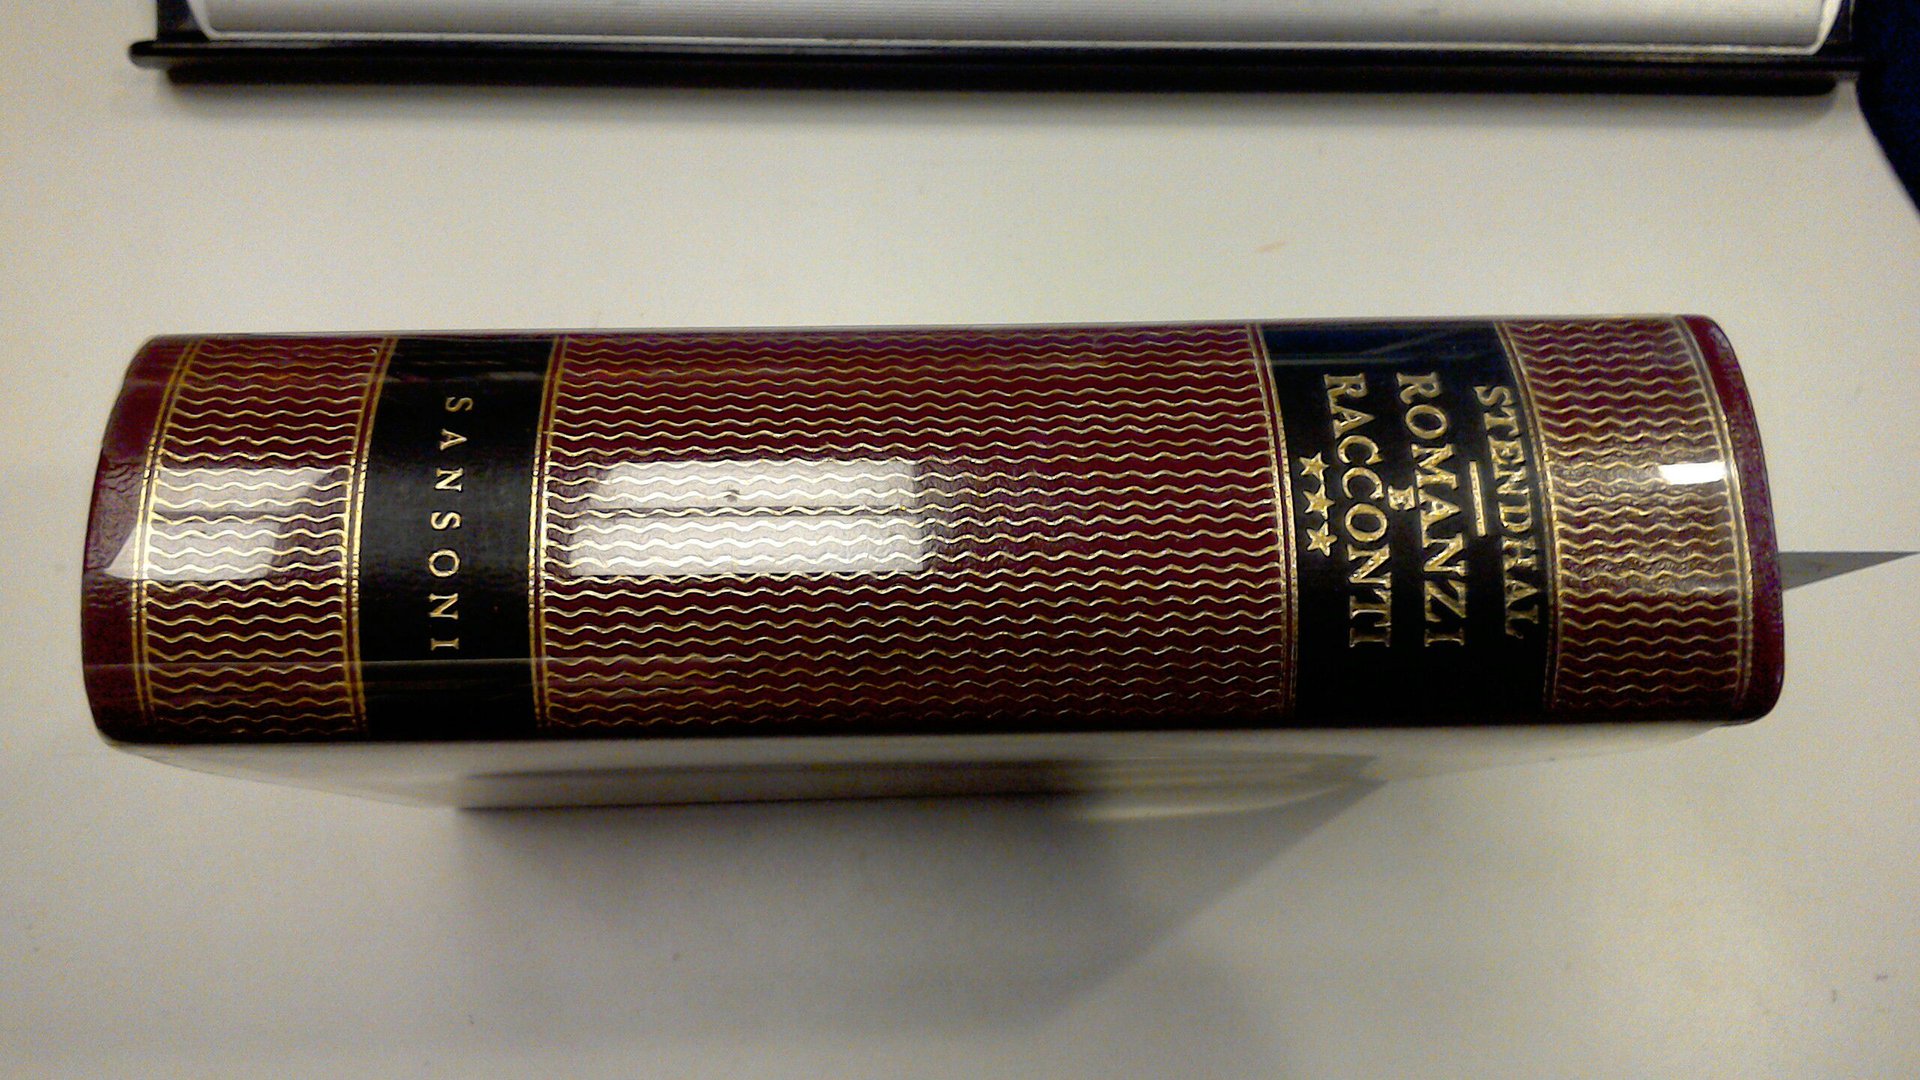 STENDHAL
ROMANZI
E
RACCONTI
★★★
SANSONI